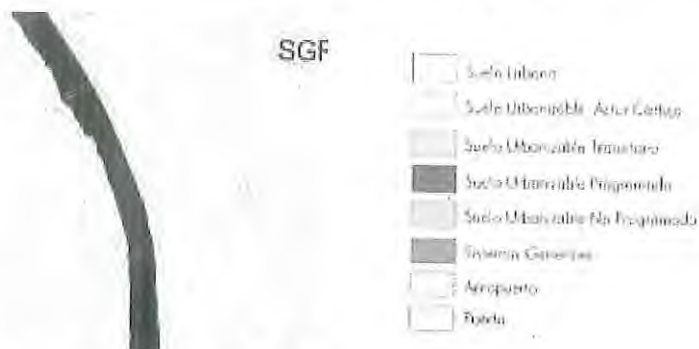 SGF
Suelo Urbano
Suelo Urbanizable
Suelo Urbanizable Transitorio
Suelo Urbanizable Programado
Suelo Urbanizable No Programado
Sistemas Generales
Aeropuerto